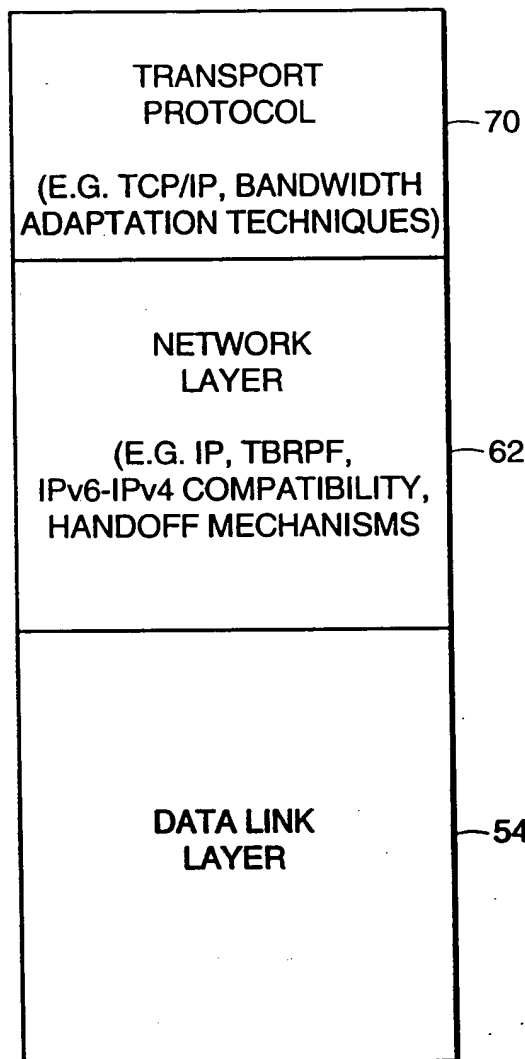 TRANSPORT
PROTOCOL
70
(E.G. TCP/IP, BANDWIDTH
ADAPTATION TECHNIQUES)
NETWORK
LAYER
(E.G. IP, TBRPF,
62
IPv6-IPv4 COMPATIBILITY,
HANDOFF MECHANISMS
DATA LINK
54
LAYER